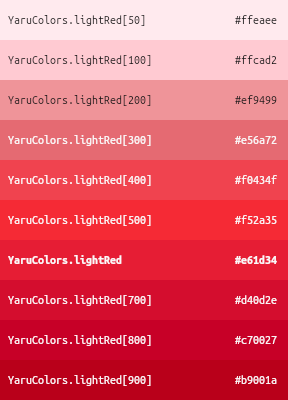 YaruColors.lightRed[50] #ffeaee
YaruColors.lightRed[100] #ffcad2
YaruColors.lightRed[200] #ef9499
YaruColors.lightRed[300] #e56a72
YaruColors.lightRed[400] #f0434f
YaruColors.lightRed[500] #f52a35
YaruColors.lightRed #e61d34
YaruColors.lightRed[700] #d40d2e
YaruColors.lightRed[800] #c70027
YaruColors.lightRed[900] #b9001a